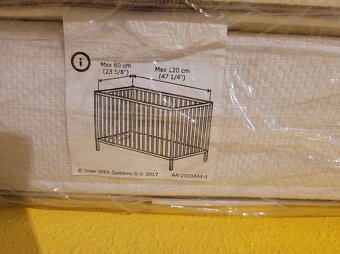 Max 60 cm
(23 5/8")
Max 120 cm
(47 1/4")
© Inter IKEA Systems B.V. 2017
AA-2020844-1